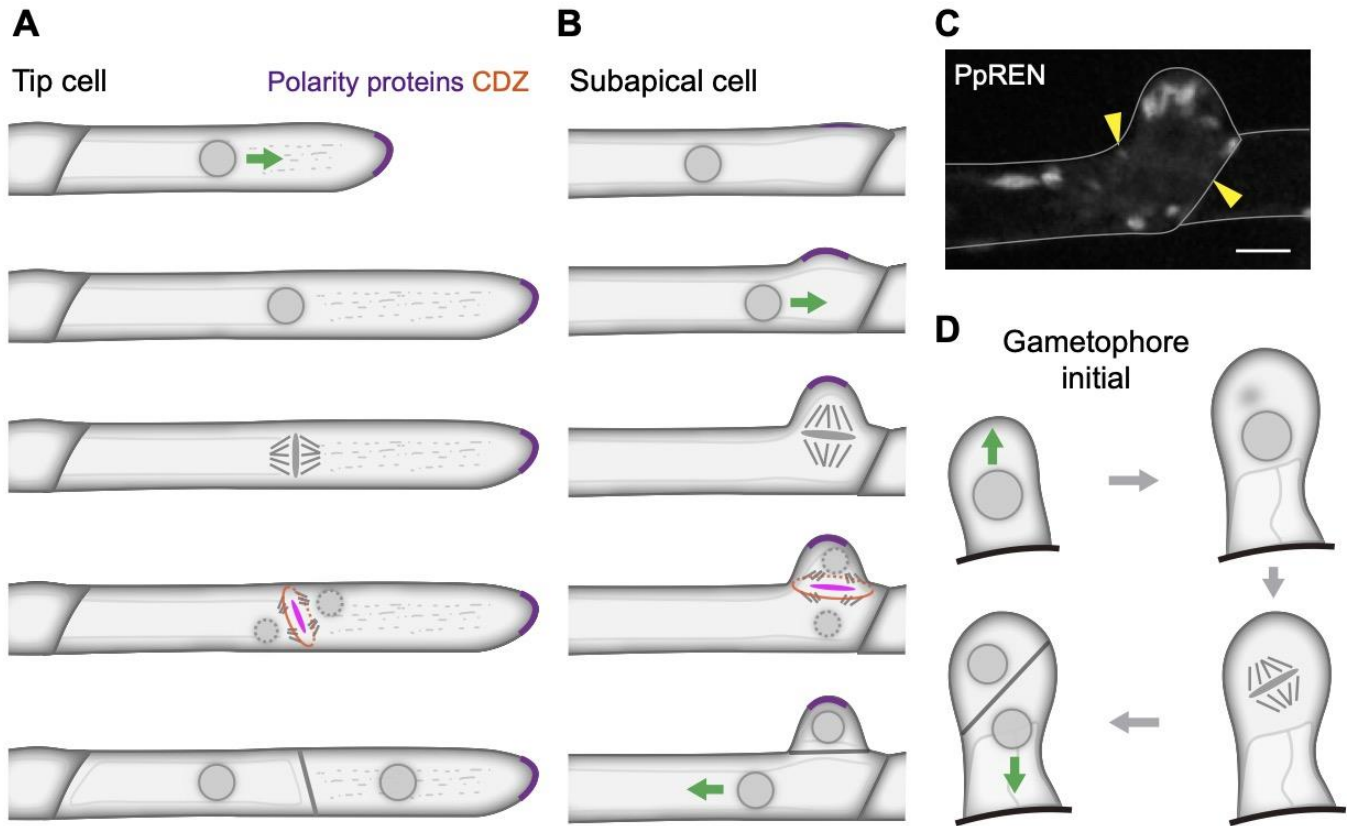 A
Tip cell
Polarity proteins CDZ
B
Subapical cell
C
PpREN
D
Gametophore
initial